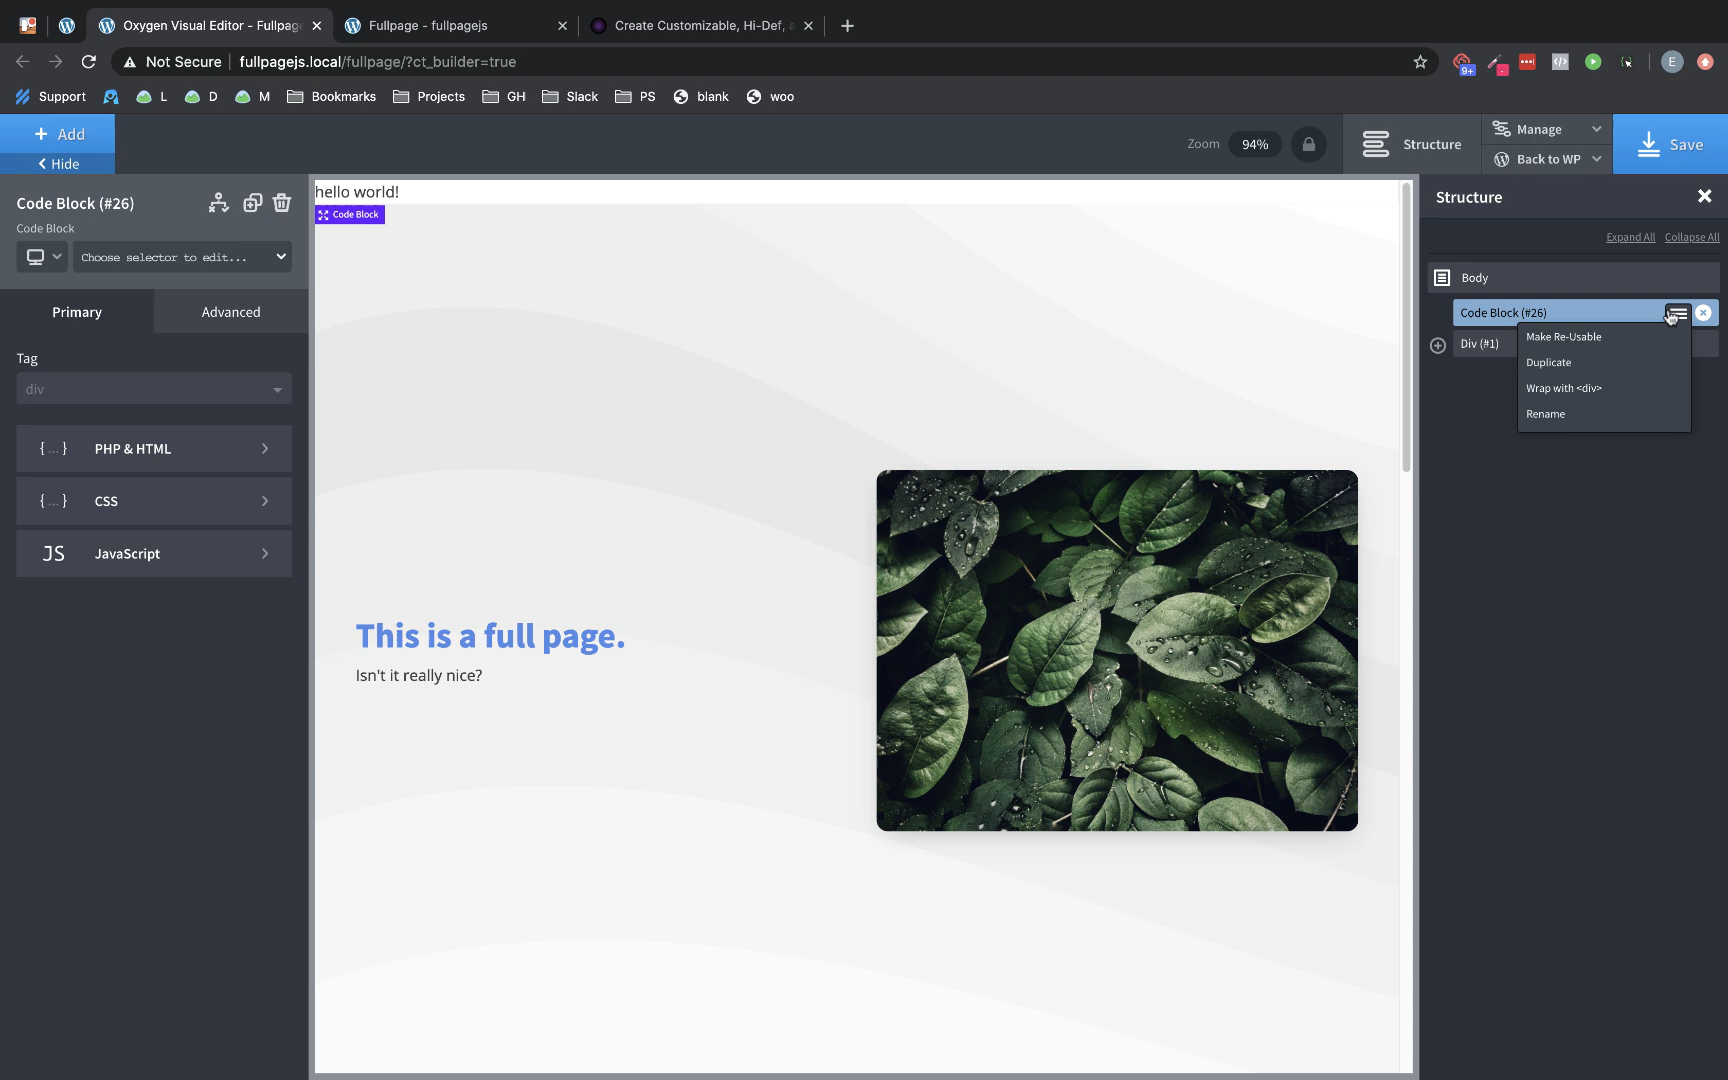 Oxygen Visual Editor - Fullpage
Fullpage - fullpagejs
Create Customizable, Hi-Def, a
Not Secure
fullpagejs.local/fullpage/?ct_builder=true
9+
E
Support
L
D
M
Bookmarks
Projects
GH
Slack
PS
blank
woo
+ Add
Hide
Zoom
94%
Structure
Manage
Back to WP
Save
Code Block (#26)
Code Block
Choose selector to edit...
Primary
Advanced
Tag
div
{...} PHP & HTML
{...} CSS
JS JavaScript
hello world!
Code Block
This is a full page.
Isn't it really nice?
Structure
Expand All
Collapse All
Body
Code Block (#26)
Div (#1)
Make Re-Usable
Duplicate
Wrap with <div>
Rename